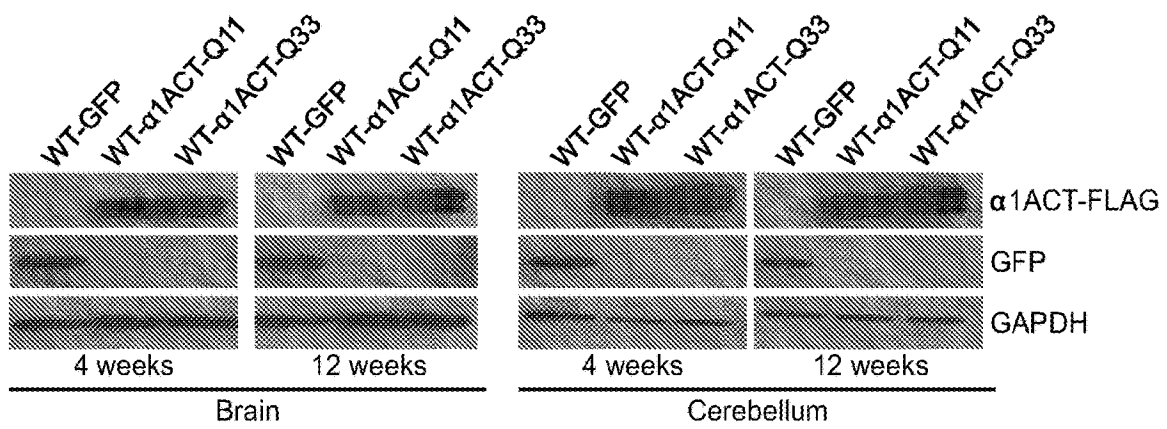 WT-GFP
WT-α1ACT-Q11
WT-α1ACT-Q33
WT-GFP
WT-α1ACT-Q11
WT-α1ACT-Q33
WT-GFP
WT-α1ACT-Q11
WT-α1ACT-Q33
WT-GFP
WT-α1ACT-Q11
WT-α1ACT-Q33
α1ACT-FLAG
GFP
GAPDH
4 weeks
12 weeks
4 weeks
12 weeks
Brain
Cerebellum